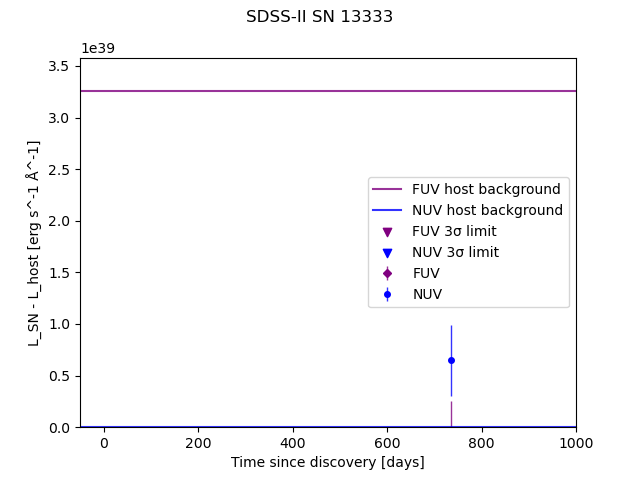 SDSS-II SN 13333
1e39
3.5
3.0
2.5
2.0
1.5
1.0
0.5
0.0
L_SN - L_host [erg s^-1 Å^-1]
FUV host background
NUV host background
FUV 3σ limit
NUV 3σ limit
FUV
NUV
0 200 400 600 800 1000
Time since discovery [days]